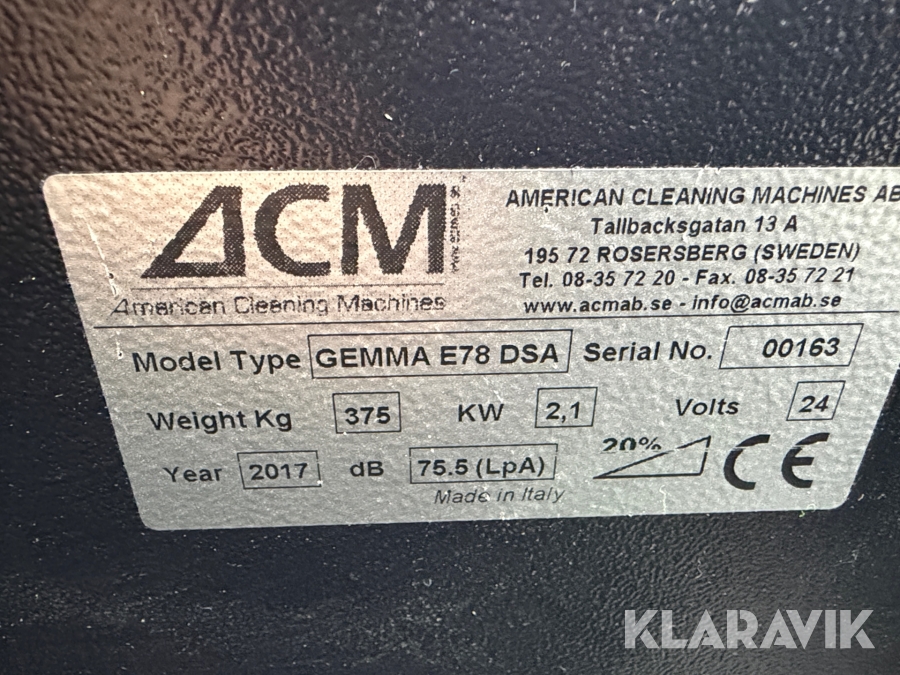 ACM
American Cleaning Machines
AMERICAN CLEANING MACHINES AB
Tallbacksgatan 13 A
195 72 ROSERSBERG (SWEDEN)
Tel. 08-35 72 20 - Fax. 08-35 72 21
www.acmab.se - info@acmab.se
Model Type GEMMA E78 DSA Serial No. 00163
Weight Kg 375 KW 2,1 Volts 24
Year 2017 dB 75.5 (LpA) 20% CE
Made in Italy
KLARAVIK